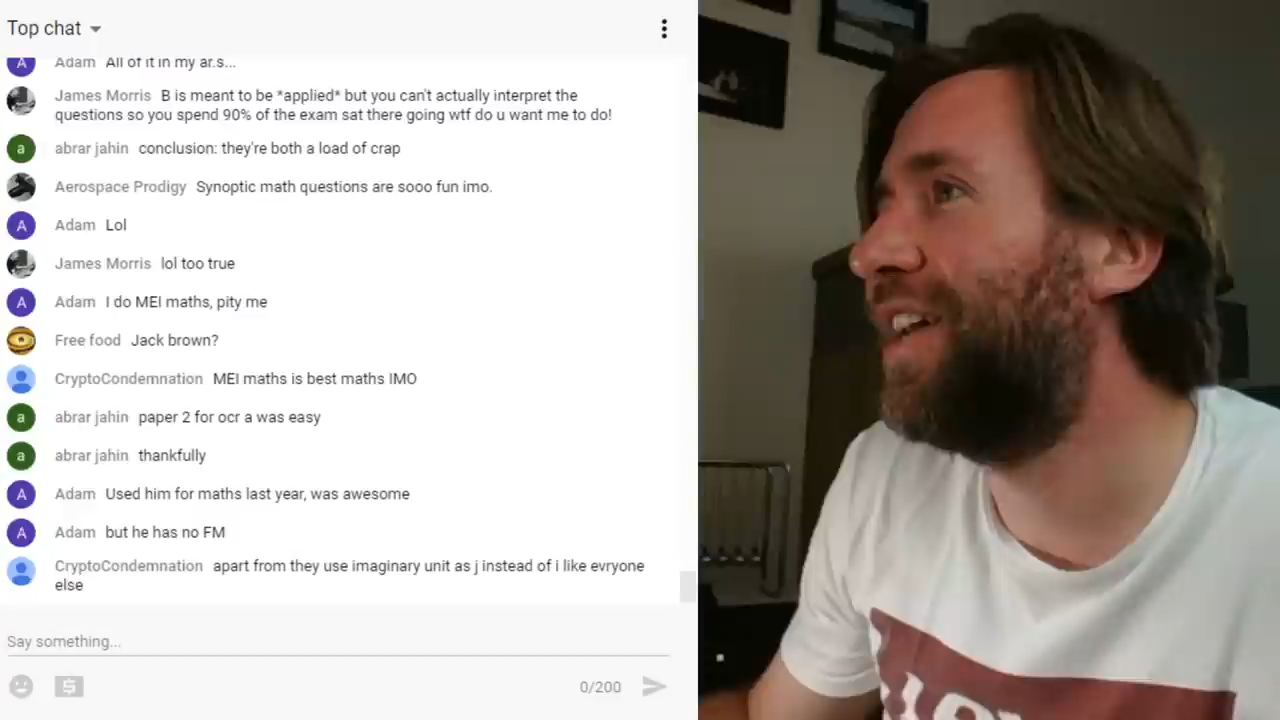 Top chat
Adam All of it in my ar.s...
James Morris B is meant to be *applied* but you can't actually interpret the
questions so you spend 90% of the exam sat there going wtf do u want me to do!
abrar jahin conclusion: they're both a load of crap
Aerospace Prodigy Synoptic math questions are sooo fun imo.
Adam Lol
James Morris lol too true
Adam I do MEI maths, pity me
Free food Jack brown?
CryptoCondemnation MEI maths is best maths IMO
abrar jahin paper 2 for ocr a was easy
abrar jahin thankfully
Adam Used him for maths last year, was awesome
Adam but he has no FM
CryptoCondemnation apart from they use imaginary unit as j instead of i like evryone
else
Say something...
0/200